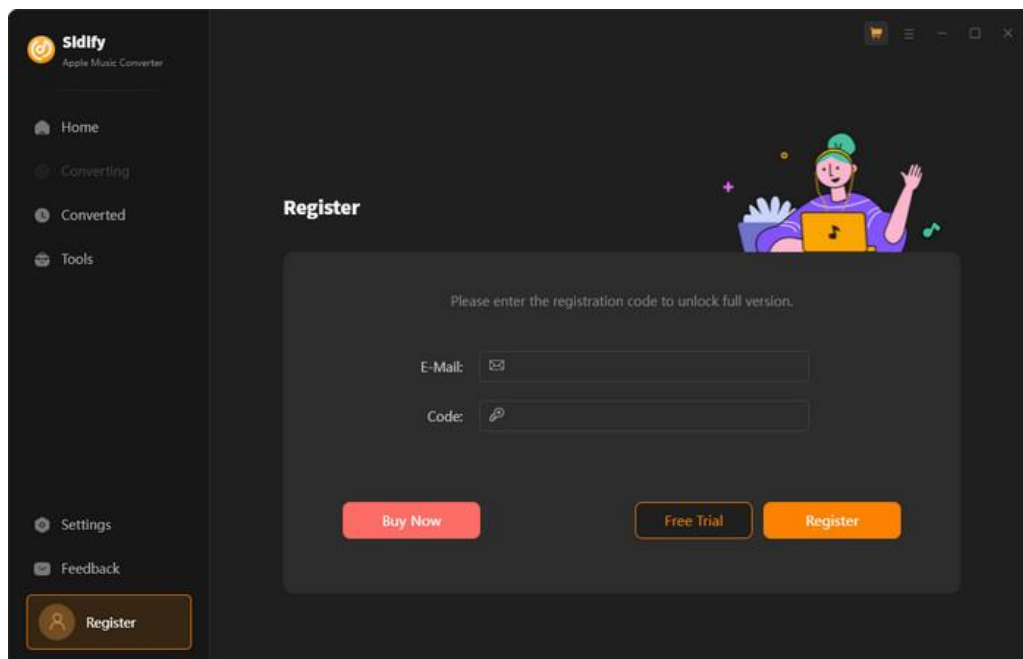 Sidify
Apple Music Converter
Home
Converting
Converted
Tools
Settings
Feedback
Register
Register
Please enter the registration code to unlock full version.
E-Mail:
Code:
Buy Now
Free Trial
Register